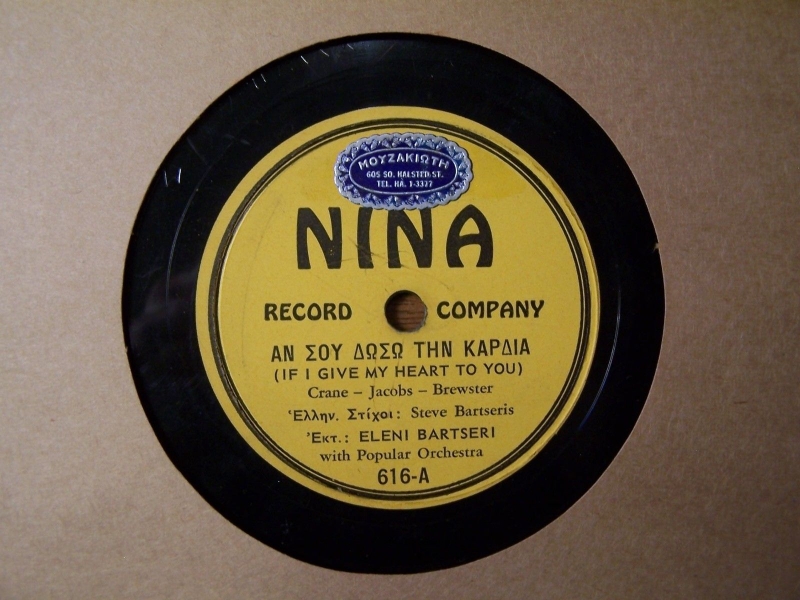 ΜΟΥΖΑΚΙΩΤΗ
605 SO. HALSTED ST.
TEL. HA. 1-3377
NINA
RECORD COMPANY
ΑΝ ΣΟΥ ΔΩΣΩ ΤΗΝ ΚΑΡΔΙΑ
(IF I GIVE MY HEART TO YOU)
Crane – Jacobs – Brewster
Ἑλλην. Στίχοι: Steve Bartseris
Ἐκτ.: ELENI BARTSERI
with Popular Orchestra
616-A